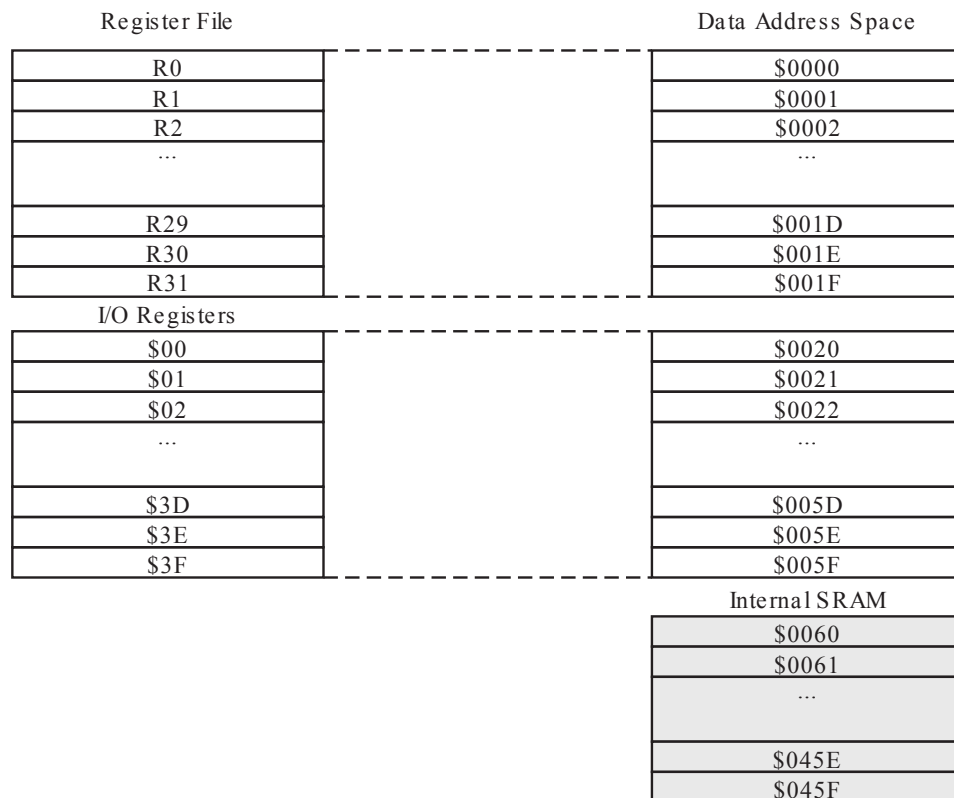 Register File Data Address Space
R0 $0000
R1 $0001
R2 $0002
... ...
R29 $001D
R30 $001E
R31 $001F
I/O Registers
$00 $0020
$01 $0021
$02 $0022
... ...
$3D $005D
$3E $005E
$3F $005F
Internal SRAM
$0060
$0061
...
$045E
$045F